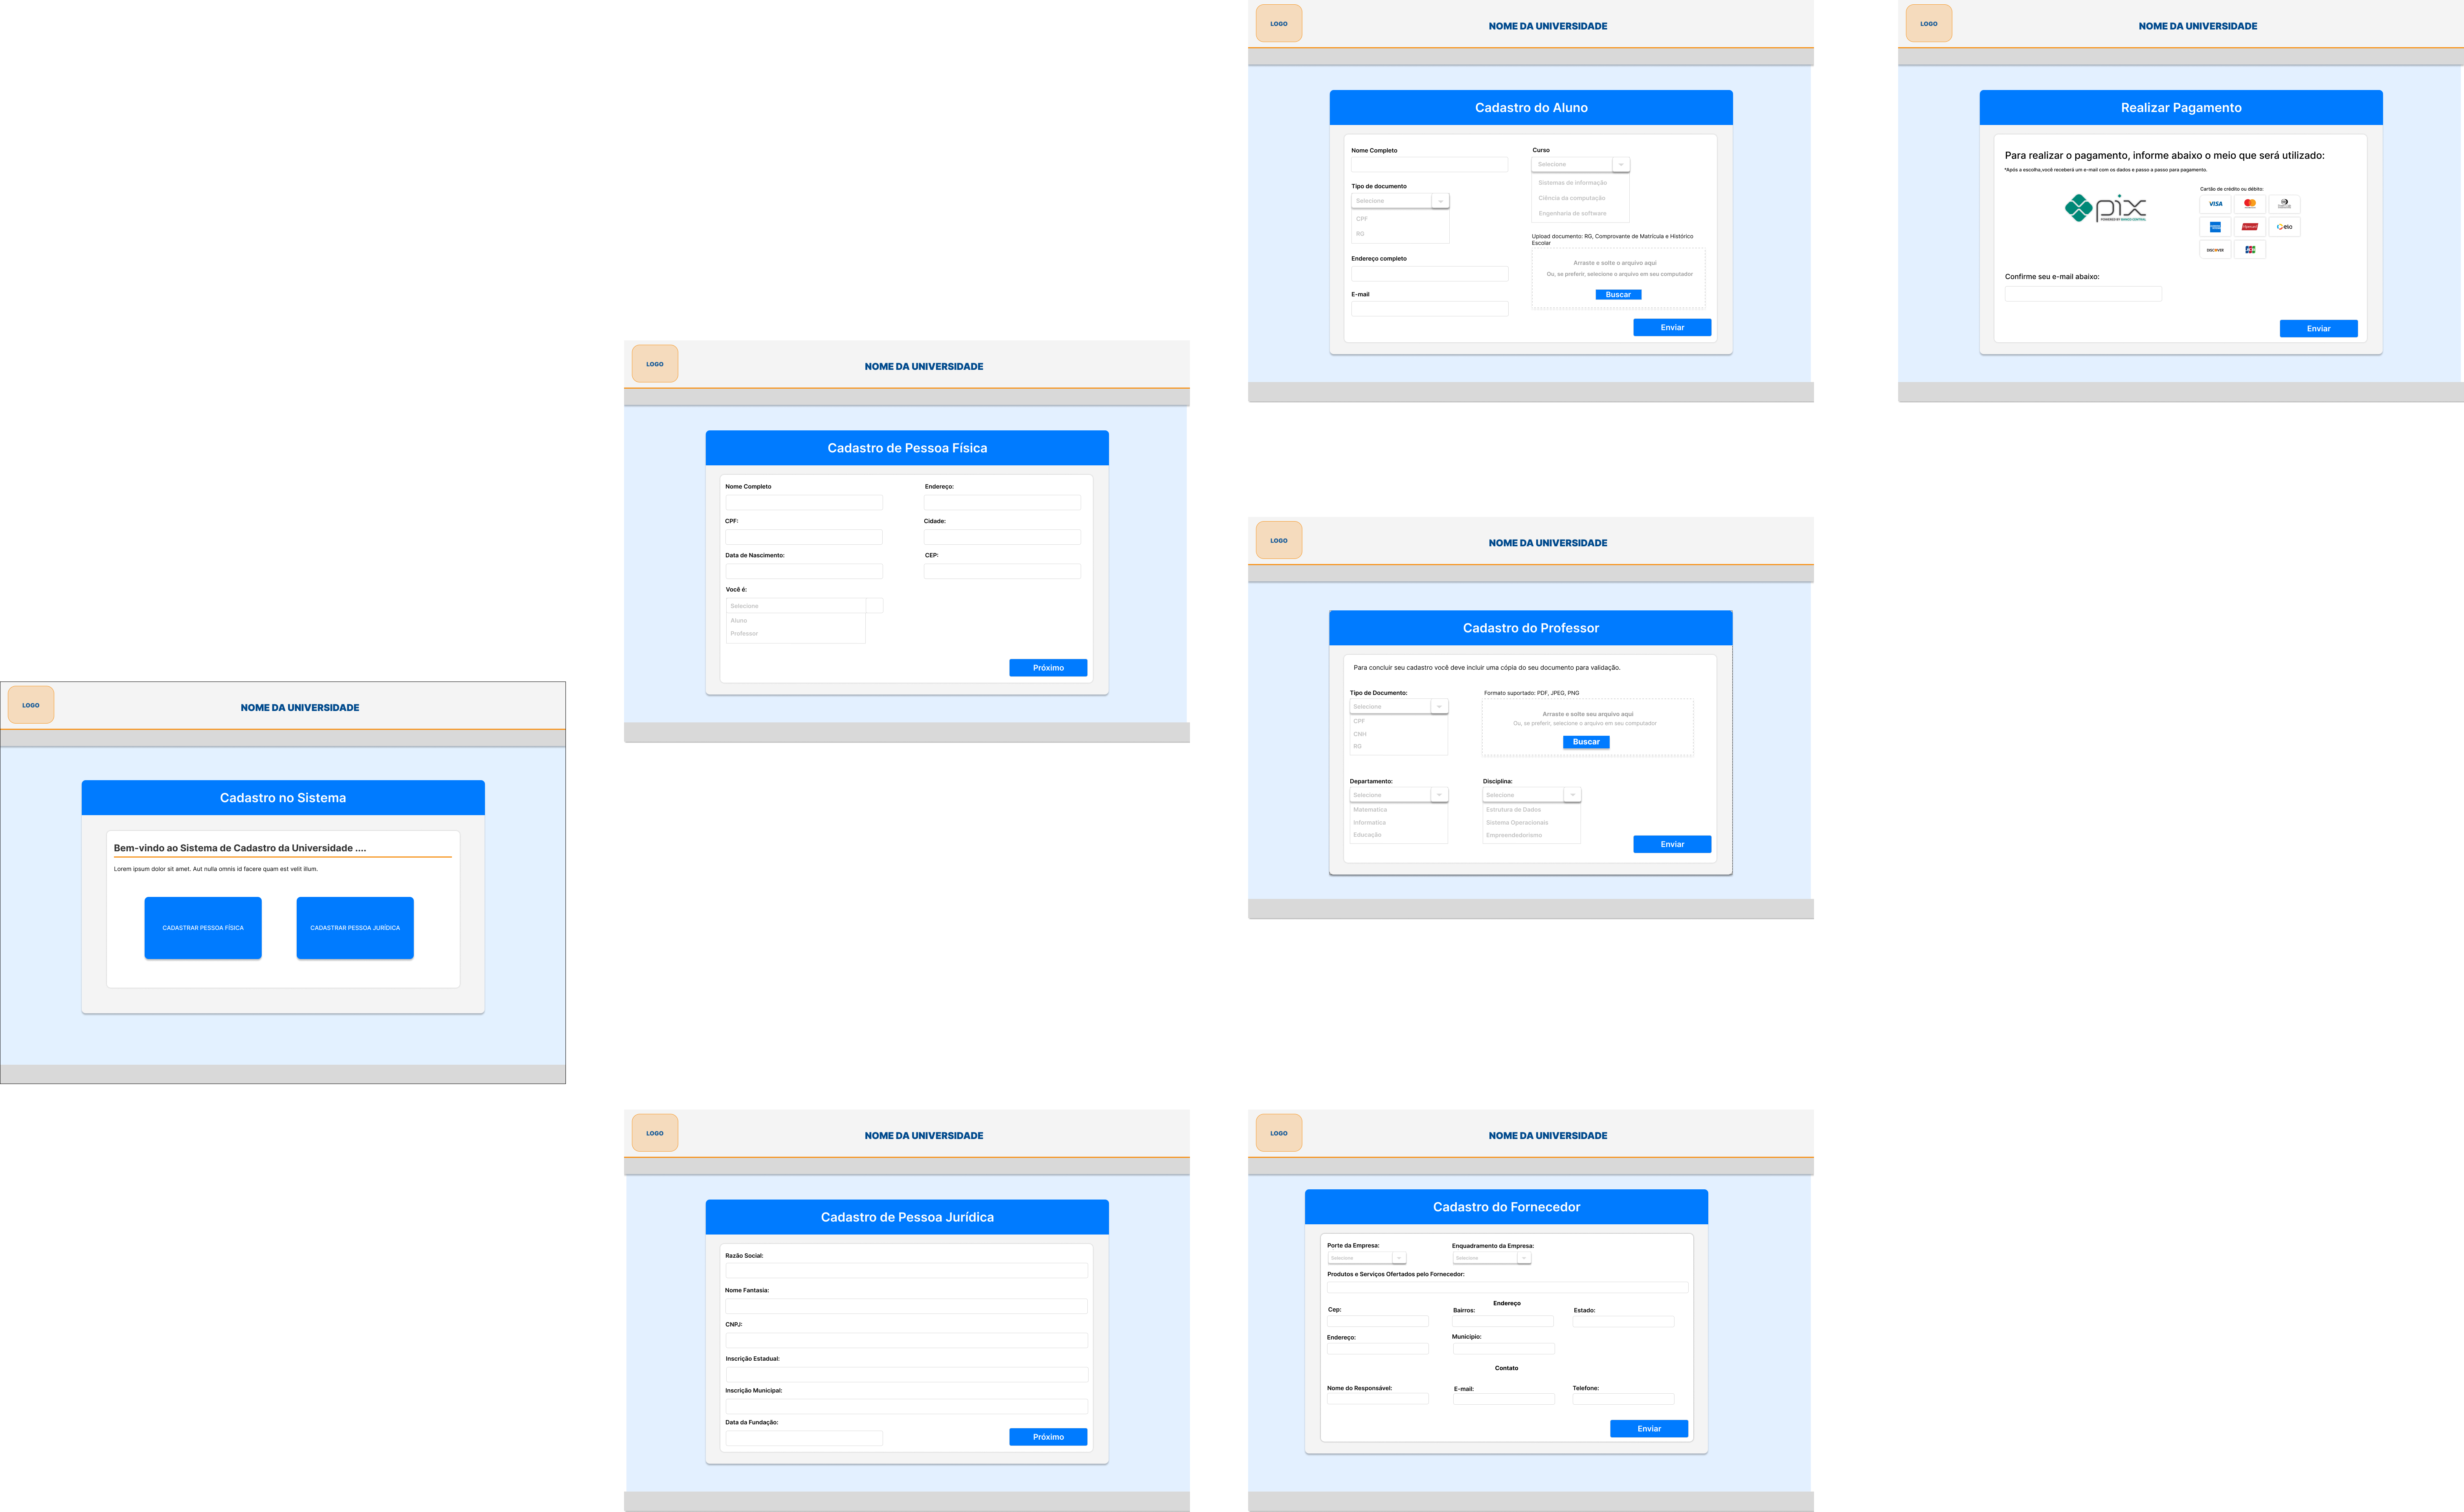 LOGO
NOME DA UNIVERSIDADE
Cadastro do Aluno
Nome Completo
Tipo de documento
Selecione
CPF
RG
Endereço completo
E-mail
Curso
Selecione
Sistemas de informação
Ciência da computação
Engenharia de software
Upload documento: RG, Comprovante de Matrícula e Histórico
Escolar
Arraste e solte o arquivo aqui
Ou, se preferir, selecione o arquivo em seu computador
Buscar
Enviar
LOGO
NOME DA UNIVERSIDADE
Realizar Pagamento
Para realizar o pagamento, informe abaixo o meio que será utilizado:
*Após a escolha,você receberá um e-mail com os dados e passo a passo para pagamento.
pix
POWERED BY BANCO CENTRAL
Cartão de crédito ou débito:
VISA
elo
DISCOVER
JCB
Confirme seu e-mail abaixo:
Enviar
LOGO
NOME DA UNIVERSIDADE
Cadastro de Pessoa Física
Nome Completo
CPF:
Data de Nascimento:
Você é:
Selecione
Aluno
Professor
Endereço:
Cidade:
CEP:
Próximo
LOGO
NOME DA UNIVERSIDADE
Cadastro do Professor
Para concluir seu cadastro você deve incluir uma cópia do seu documento para validação.
Tipo de Documento:
Selecione
CPF
CNH
RG
Formato suportado: PDF, JPEG, PNG
Arraste e solte seu arquivo aqui
Ou, se preferir, selecione o arquivo em seu computador
Buscar
Departamento:
Selecione
Matematica
Informatica
Educação
Disciplina:
Selecione
Estrutura de Dados
Sistema Operacionais
Empreendedorismo
Enviar
LOGO
NOME DA UNIVERSIDADE
Cadastro no Sistema
Bem-vindo ao Sistema de Cadastro da Universidade ....
Lorem ipsum dolor sit amet. Aut nulla omnis id facere quam est velit illum.
CADASTRAR PESSOA FÍSICA
CADASTRAR PESSOA JURÍDICA
LOGO
NOME DA UNIVERSIDADE
Cadastro de Pessoa Jurídica
Razão Social:
Nome Fantasia:
CNPJ:
Inscrição Estadual:
Inscrição Municipal:
Data da Fundação:
Próximo
LOGO
NOME DA UNIVERSIDADE
Cadastro do Fornecedor
Porte da Empresa:
Selecione
Enquadramento da Empresa:
Selecione
Produtos e Serviços Ofertados pelo Fornecedor:
Endereço
Cep:
Bairros:
Estado:
Endereço:
Município:
Contato
Nome do Responsável:
E-mail:
Telefone:
Enviar